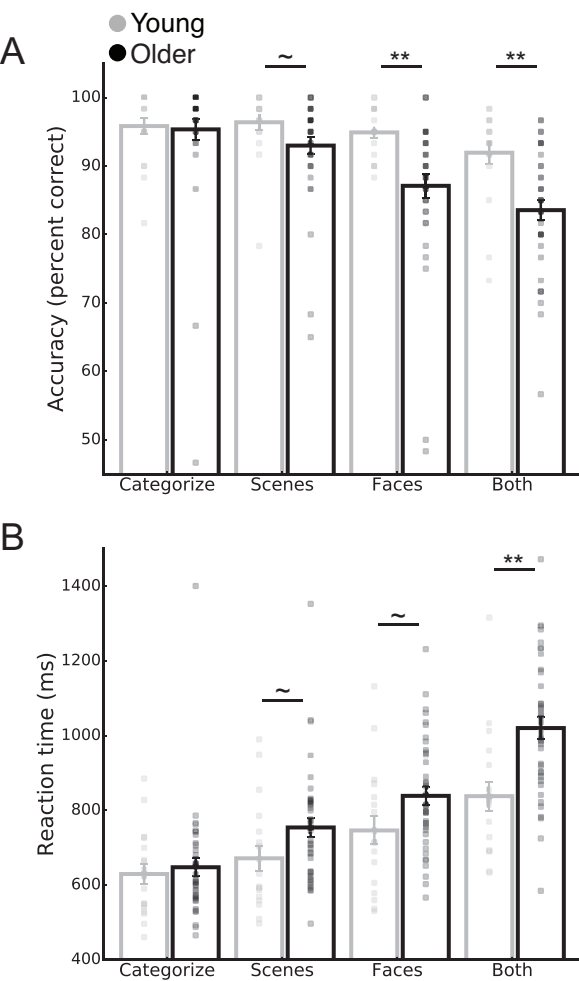 Young
A
Older
~ ** **
100
90
80
70
60
50
Accuracy (percent correct)
Categorize Scenes Faces Both
B
**
~
~
1400
1200
1000
800
600
400
Reaction time (ms)
Categorize Scenes Faces Both